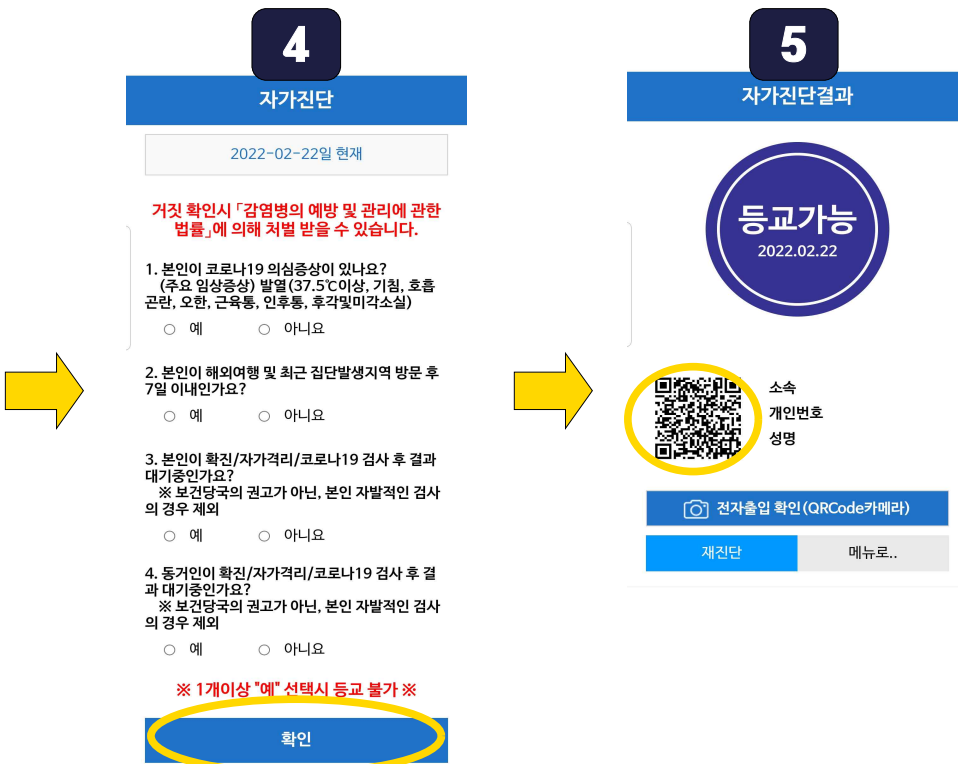 4
자가진단
2022-02-22일 현재
거짓 확인시 「감염병의 예방 및 관리에 관한
법률」에 의해 처벌 받을 수 있습니다.
1. 본인이 코로나19 의심증상이 있나요?
(주요 임상증상) 발열(37.5℃이상, 기침, 호흡
곤란, 오한, 근육통, 인후통, 후각및미각소실)
○ 예 ○ 아니요
2. 본인이 해외여행 및 최근 집단발생지역 방문 후
7일 이내인가요?
○ 예 ○ 아니요
3. 본인이 확진/자가격리/코로나19 검사 후 결과
대기중인가요?
※ 보건당국의 권고가 아닌, 본인 자발적인 검사
의 경우 제외
○ 예 ○ 아니요
4. 동거인이 확진/자가격리/코로나19 검사 후 결
과 대기중인가요?
※ 보건당국의 권고가 아닌, 본인 자발적인 검사
의 경우 제외
○ 예 ○ 아니요
※ 1개이상 "예" 선택시 등교 불가 ※
확인
5
자가진단결과
등교가능
2022.02.22
소속
개인번호
성명
전자출입 확인(QRCode카메라)
재진단 메뉴로..